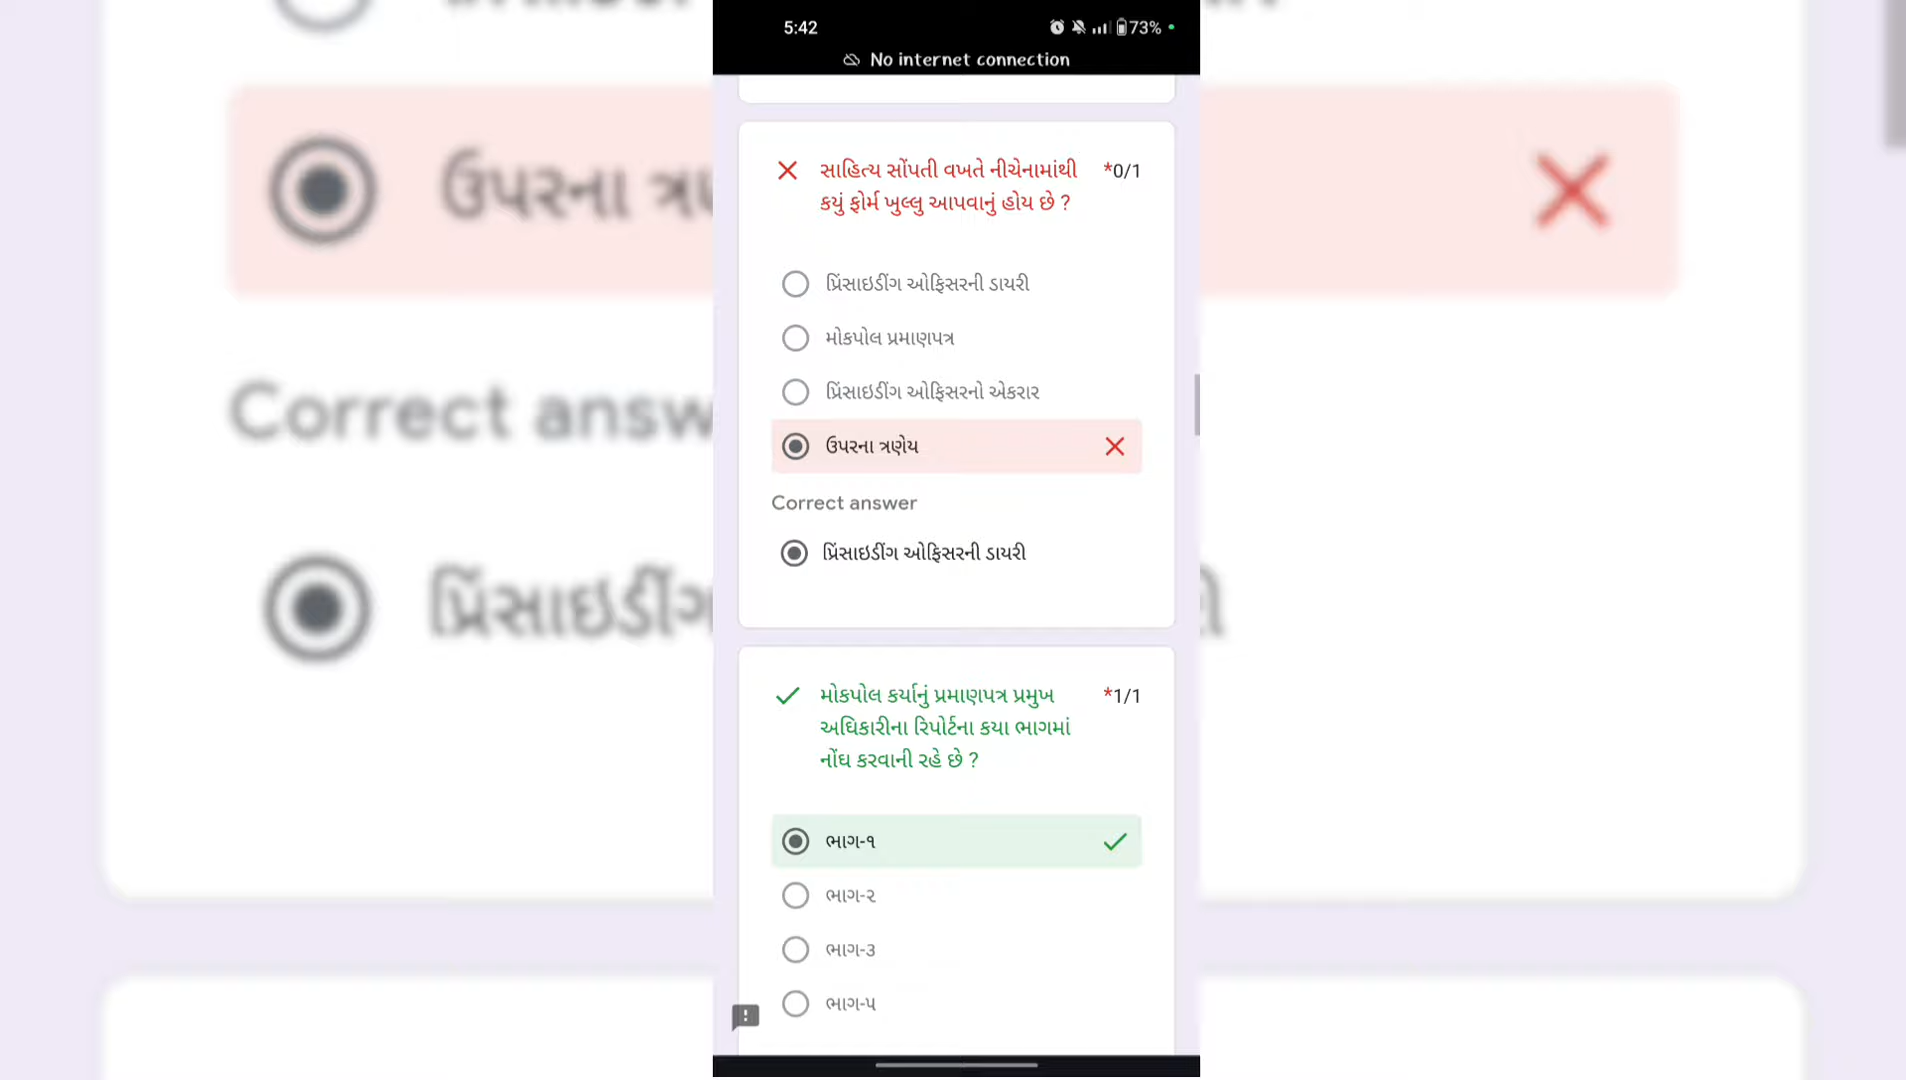 5:42
73%
No internet connection
સાહિત્ય સોંપતી વખતે નીચેનામાંથી *0/1
કયું ફોર્મ ખુલ્લુ આપવાનું હોય છે ?
પ્રિંસાઇડીંગ ઓફિસરની ડાયરી
મોકપોલ પ્રમાણપત્ર
પ્રિંસાઇડીંગ ઓફિસરનો એકરાર
ઉપરના ત્રણેય
Correct answer
પ્રિંસાઇડીંગ ઓફિસરની ડાયરી
મોકપોલ કર્યાનું પ્રમાણપત્ર પ્રમુખ *1/1
અધિકારીના રિપોર્ટના કયા ભાગમાં
નોંધ કરવાની રહે છે ?
ભાગ-૧
ભાગ-૨
ભાગ-૩
ભાગ-૫